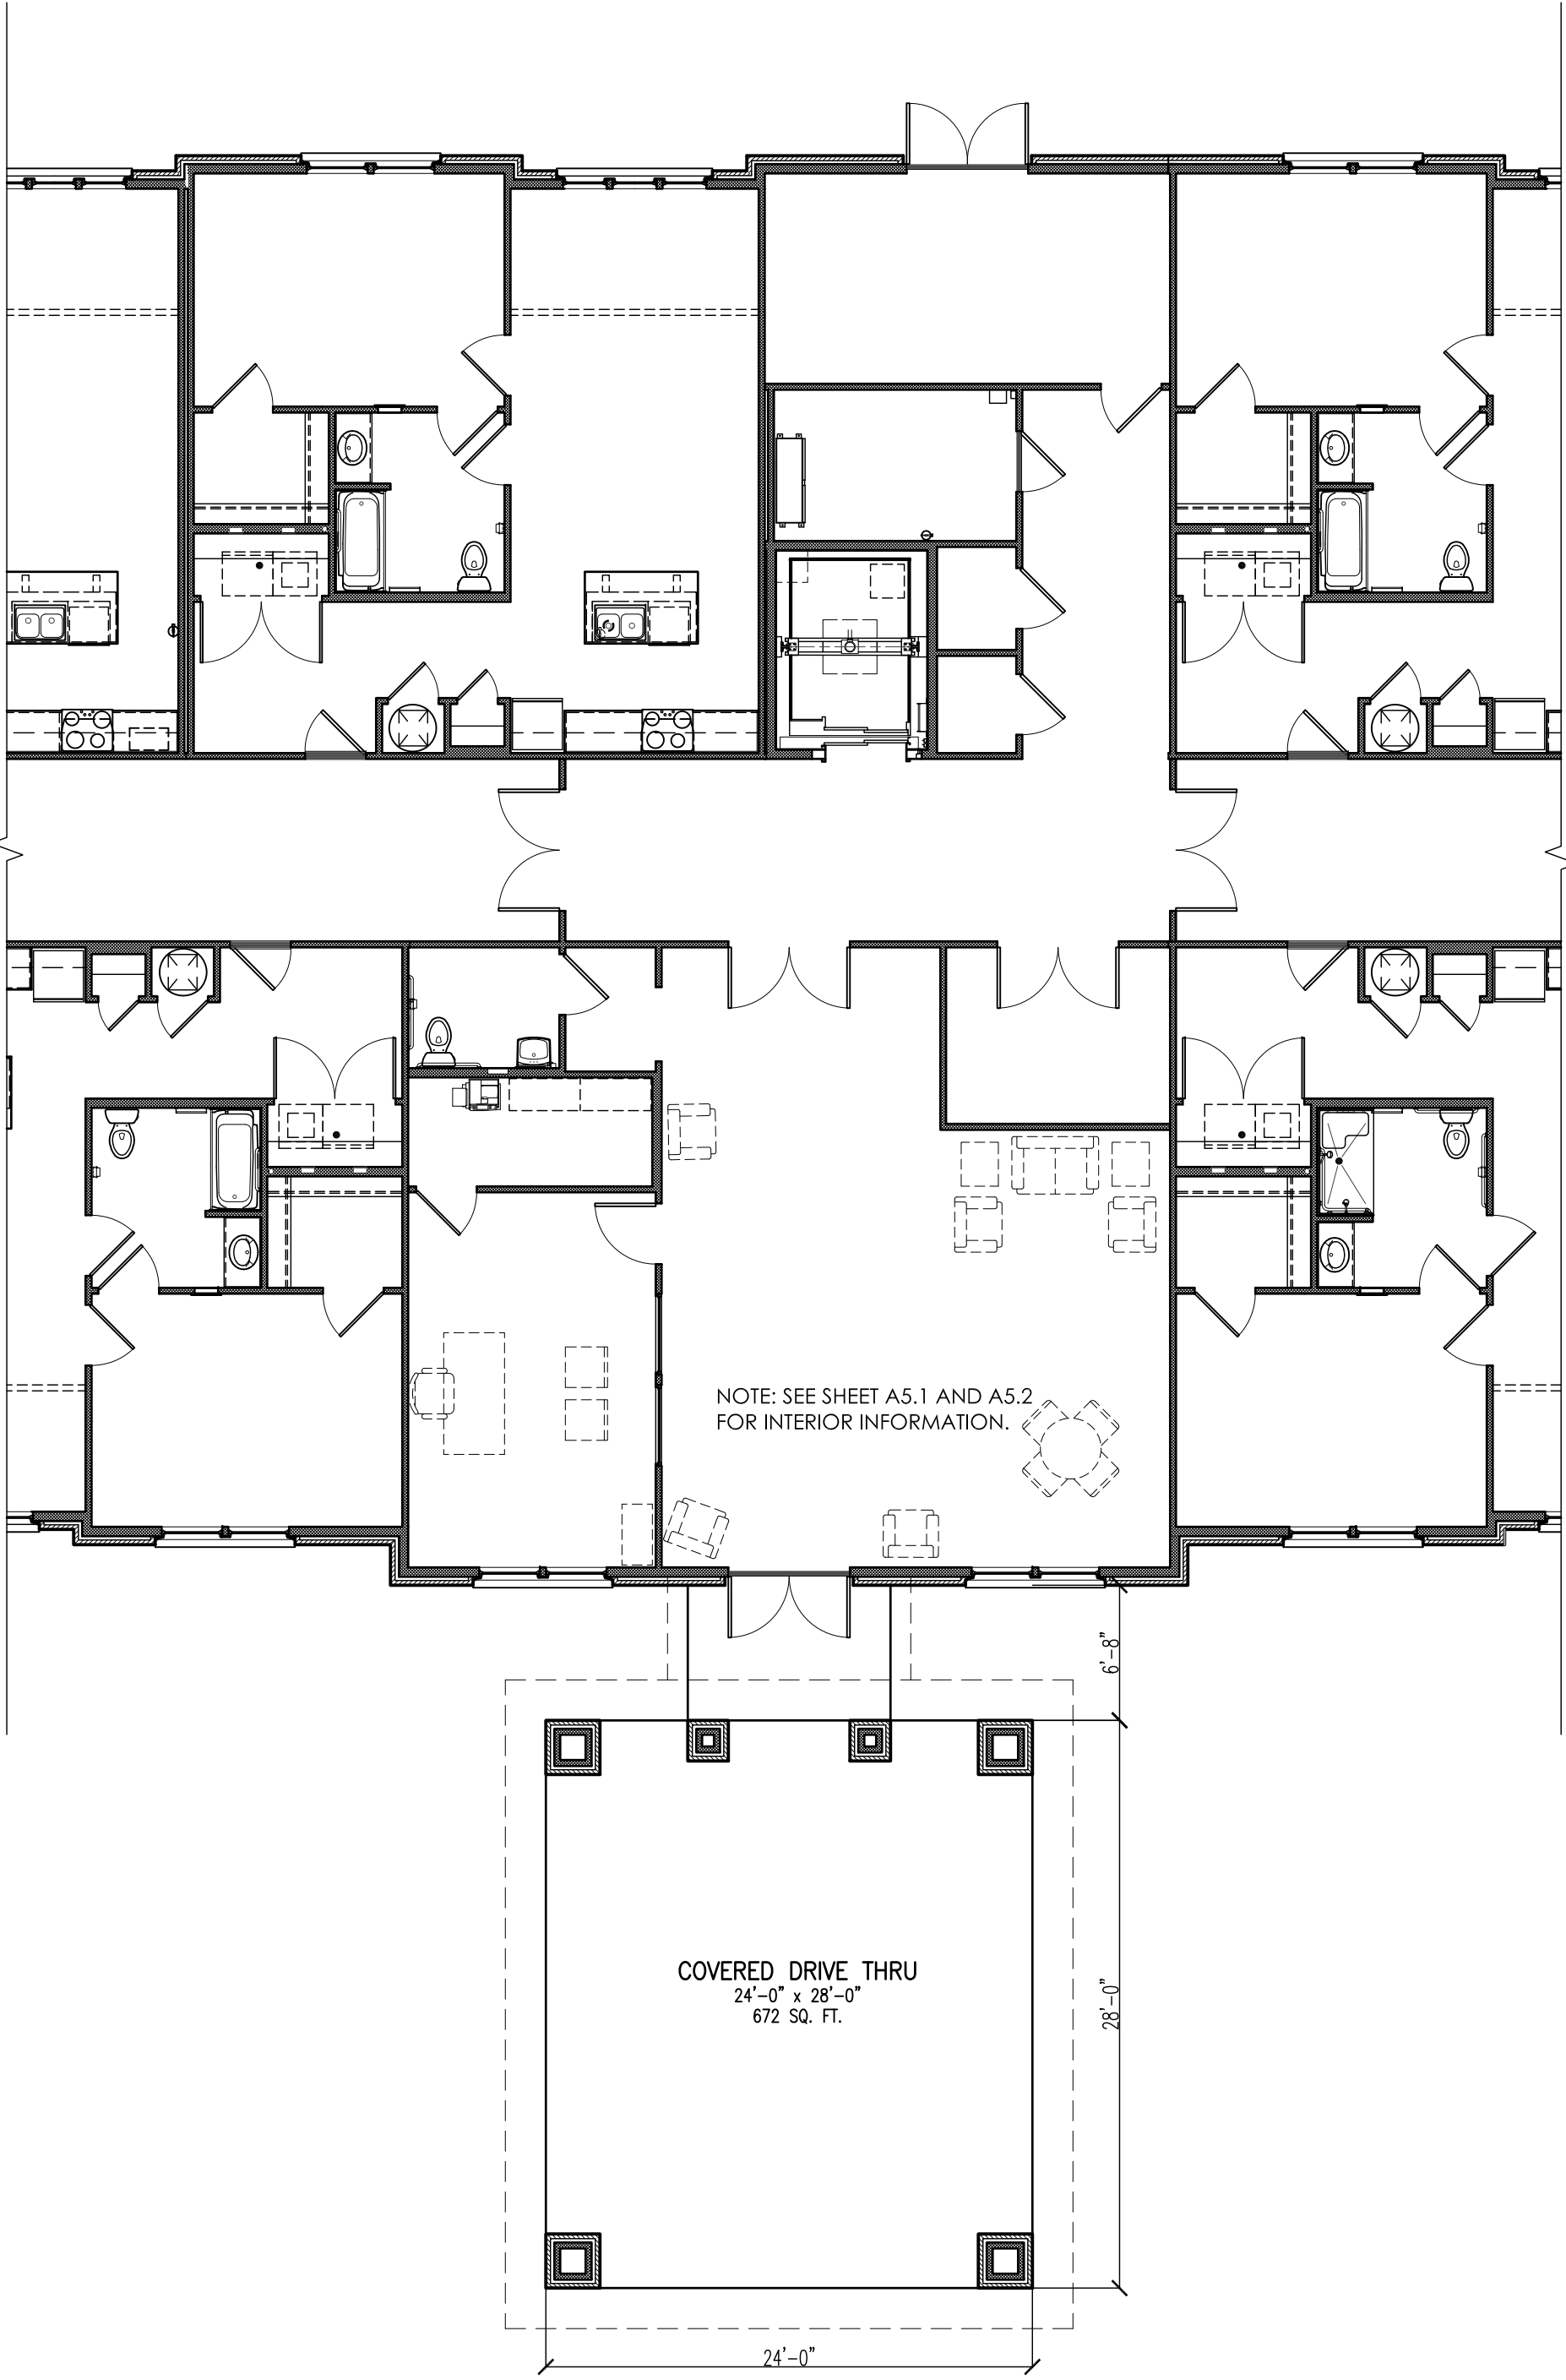 NOTE: SEE SHEET A5.1 AND A5.2
FOR INTERIOR INFORMATION.
6'-8"
COVERED DRIVE THRU
24'-0" x 28'-0"
672 SQ. FT.
28'-0"
24'-0"